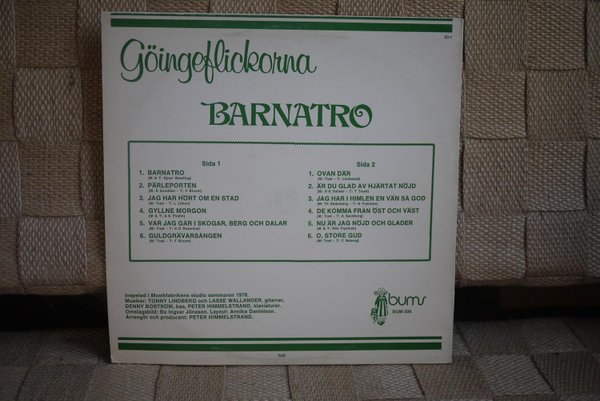 Göingeflickorna
BARNATRO
Sida 1
1. BARNATRO
2. PÄRLEPORTEN
3. JAG HAR HÖRT OM EN STAD
4. GYLLNE MORGON
5. VAR JAG GÅR I SKOGAR, BERG OCH DALAR
6. GULDGRÄVARSÅNGEN
Sida 2
1. OVAN DÄR
2. ÄR DU GLAD AV HJÄRTAT NÖJD
3. JAG HAR I HIMLEN EN VÄN SÅ GOD
4. DE KOMMA FRÅN ÖST OCH VÄST
5. NU ÄR JAG NÖJD OCH GLADER
6. O, STORE GUD
Inspelad i Musikfabrikens studio sommaren 1978.
Musiker: TONNY LINDBERG och LASSE WALLANDER, gitarrer,
DENNY BOSTRÖM, bas, PETER HIMMELSTRAND, klaviaturer.
Omslagsbild: Bo Ingvar Jönsson. Layout: Annika Danielson.
Arrangör och producent: PETER HIMMELSTRAND.
bums
BUM 508